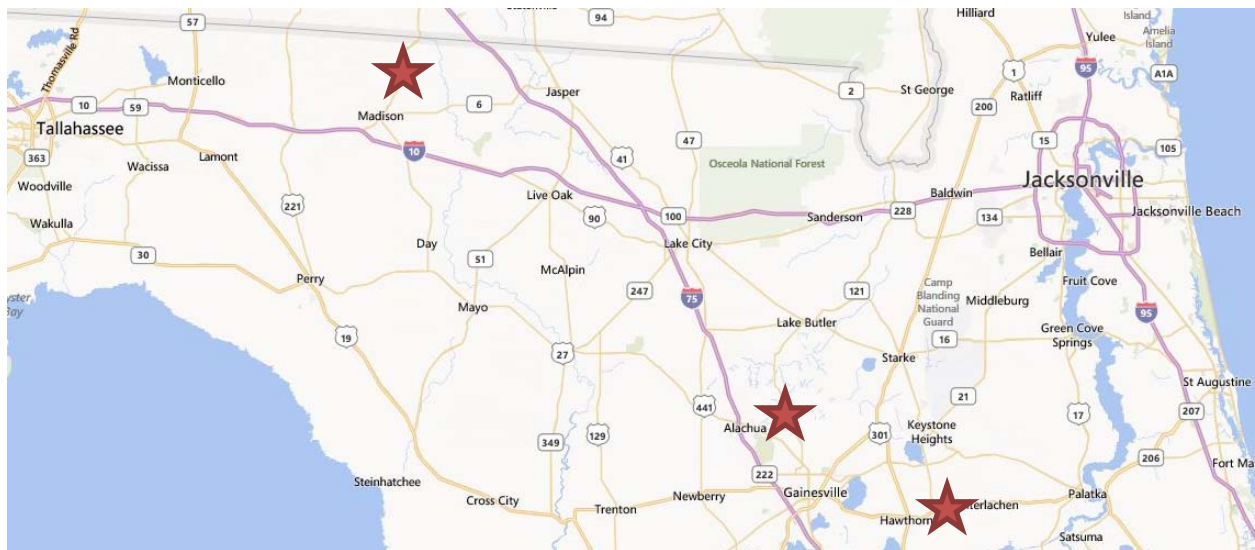 57
94
Statenville
Hilliard
Island
Yulee
Amelia
Island
95
Thomasville Rd
Monticello
A1A
1
2
St George
Ratliff
200
Jasper
6
10
59
Madison
Tallahassee
47
15
105
10
41
Osceola National Forest
Jacksonville
363
Wacissa
Lamont
Woodville
Live Oak
Baldwin
221
90
100
Sanderson
228
134
Jacksonville Beach
Wakulla
Day
Lake City
Bellair
30
51
McAlpin
Perry
247
75
121
Camp
Blanding
National
Guard
Fruit Cove
Middleburg
95
Bay
Mayo
Lake Butler
19
27
16
Green Cove
Springs
Starke
St Augustine
441
21
17
207
Alachua
301
Keystone
Heights
349
129
206
222
Fort Ma
Steinhatchee
Cross City
Newberry
Gainesville
Palatka
Trenton
Hawthorn
terlachen
Satsuma